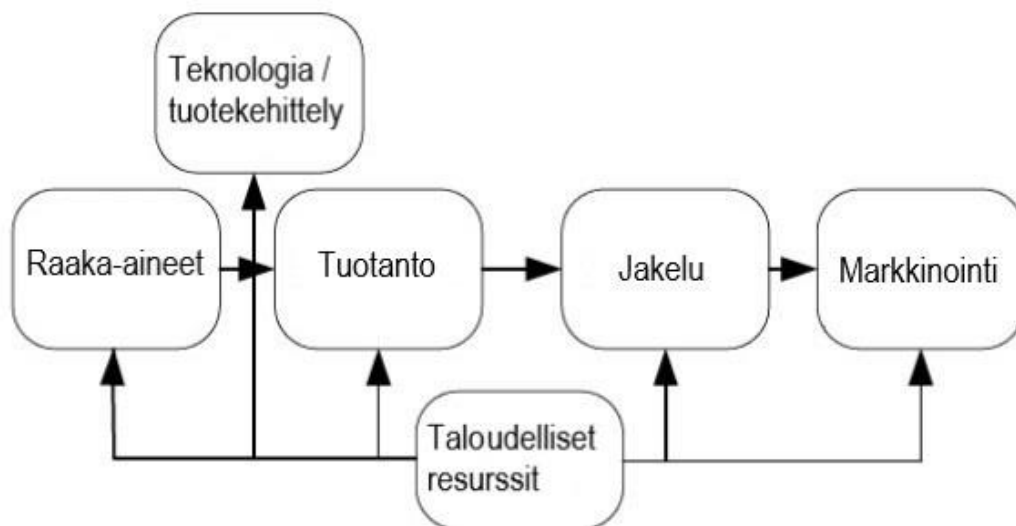 Teknologia /
tuotekehittely
Raaka-aineet
Tuotanto
Jakelu
Markkinointi
Taloudelliset
resurssit